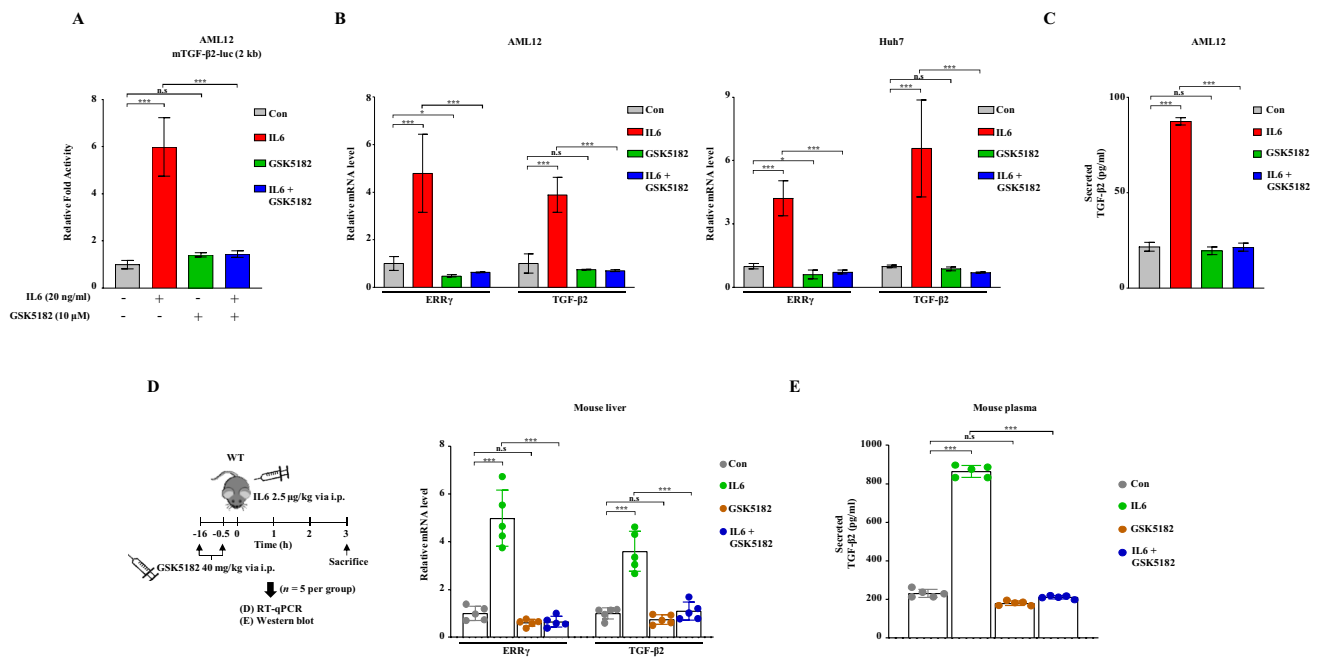 A
AML12
mTGF-β2-luc (2 kb)
***
n.s
***
8
6
4
2
0
Relative Fold Activity
Con
IL6
GSK5182
IL6 +
GSK5182
IL6 (20 ng/ml) - + - +
GSK5182 (10 μM) - - + +
B
AML12
***
*
***
***
n.s
***
8
6
4
2
0
Relative mRNA level
ERRγ
TGF-β2
Con
IL6
GSK5182
IL6 +
GSK5182
Huh7
***
n.s
***
***
*
***
9
6
3
0
Relative mRNA level
ERRγ
TGF-β2
Con
IL6
GSK5182
IL6 +
GSK5182
C
AML12
***
n.s
***
100
50
0
Secreted
TGF-β2 (pg/ml)
Con
IL6
GSK5182
IL6 +
GSK5182
D
WT
IL6 2.5 μg/kg via i.p.
-16 -0.5 0 1 2 3
Time (h)
Sacrifice
GSK5182 40 mg/kg via i.p.
(n = 5 per group)
(D) RT-qPCR
(E) Western blot
Mouse liver
***
n.s
***
***
n.s
***
8
6
4
2
0
Relative mRNA level
ERRγ
TGF-β2
Con
IL6
GSK5182
IL6 +
GSK5182
E
Mouse plasma
***
n.s
***
1000
800
600
400
200
0
Secreted
TGF-β2 (pg/ml)
Con
IL6
GSK5182
IL6 +
GSK5182